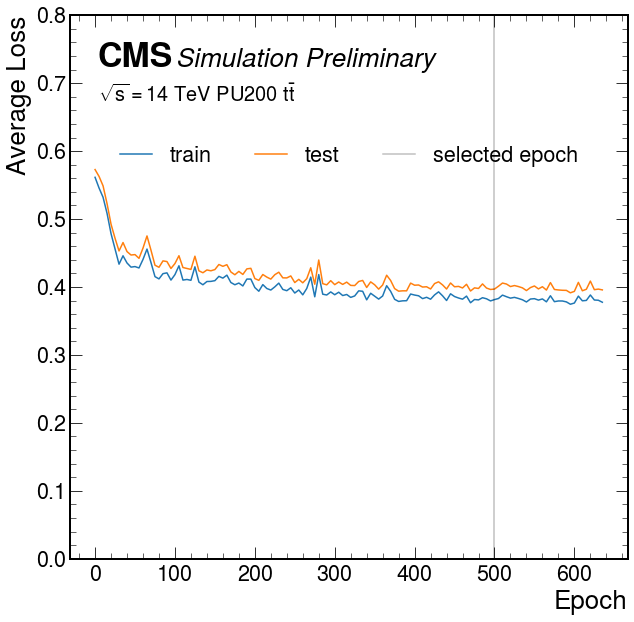 CMS Simulation Preliminary
√s = 14 TeV PU200 tt̄
train test selected epoch
Average Loss
0.8
0.7
0.6
0.5
0.4
0.3
0.2
0.1
0.0
0 100 200 300 400 500 600
Epoch